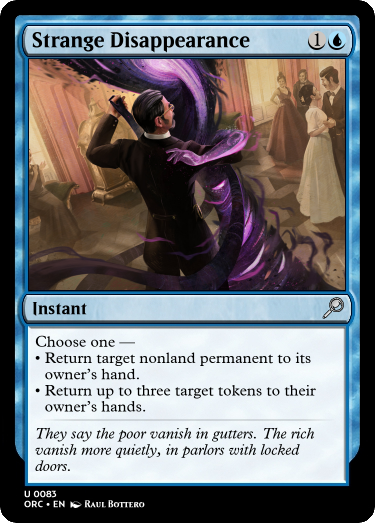 Strange Disappearance 1
Instant
Choose one —
• Return target nonland permanent to its
owner's hand.
• Return up to three target tokens to their
owner's hands.
They say the poor vanish in gutters. The rich
vanish more quietly, in parlors with locked
doors.
U 0083
ORC • EN Raul Bottero